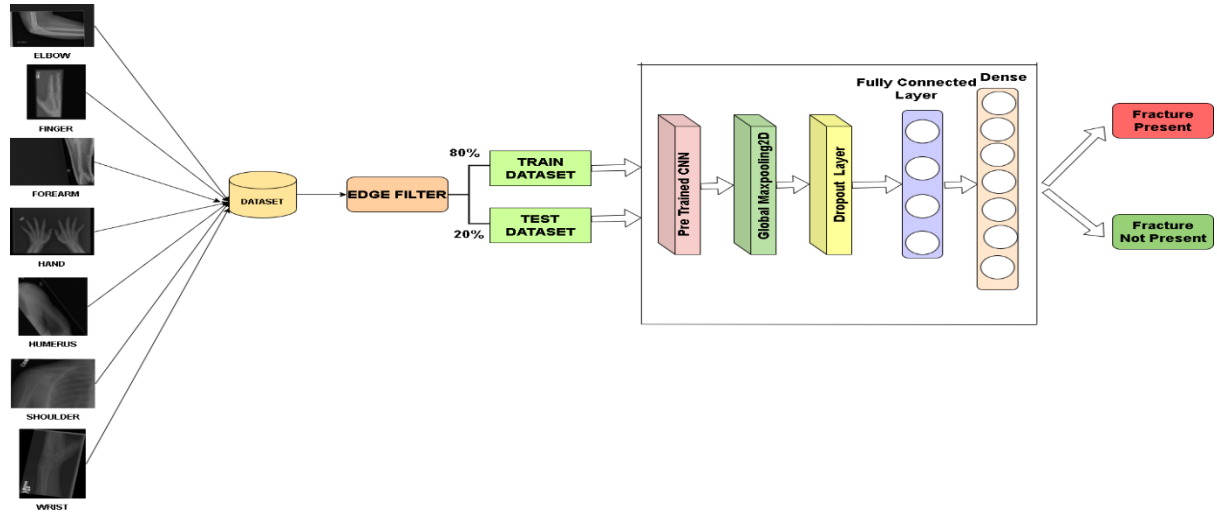 ELBOW
FINGER
FOREARM
HAND
HUMERUS
SHOULDER
WRIST
DATASET
EDGE FILTER
80%
20%
TRAIN
DATASET
TEST
DATASET
Pre Trained CNN
Global Maxpooling2D
Dropout Layer
Fully Connected
Layer
Dense
Fracture
Present
Fracture
Not Present